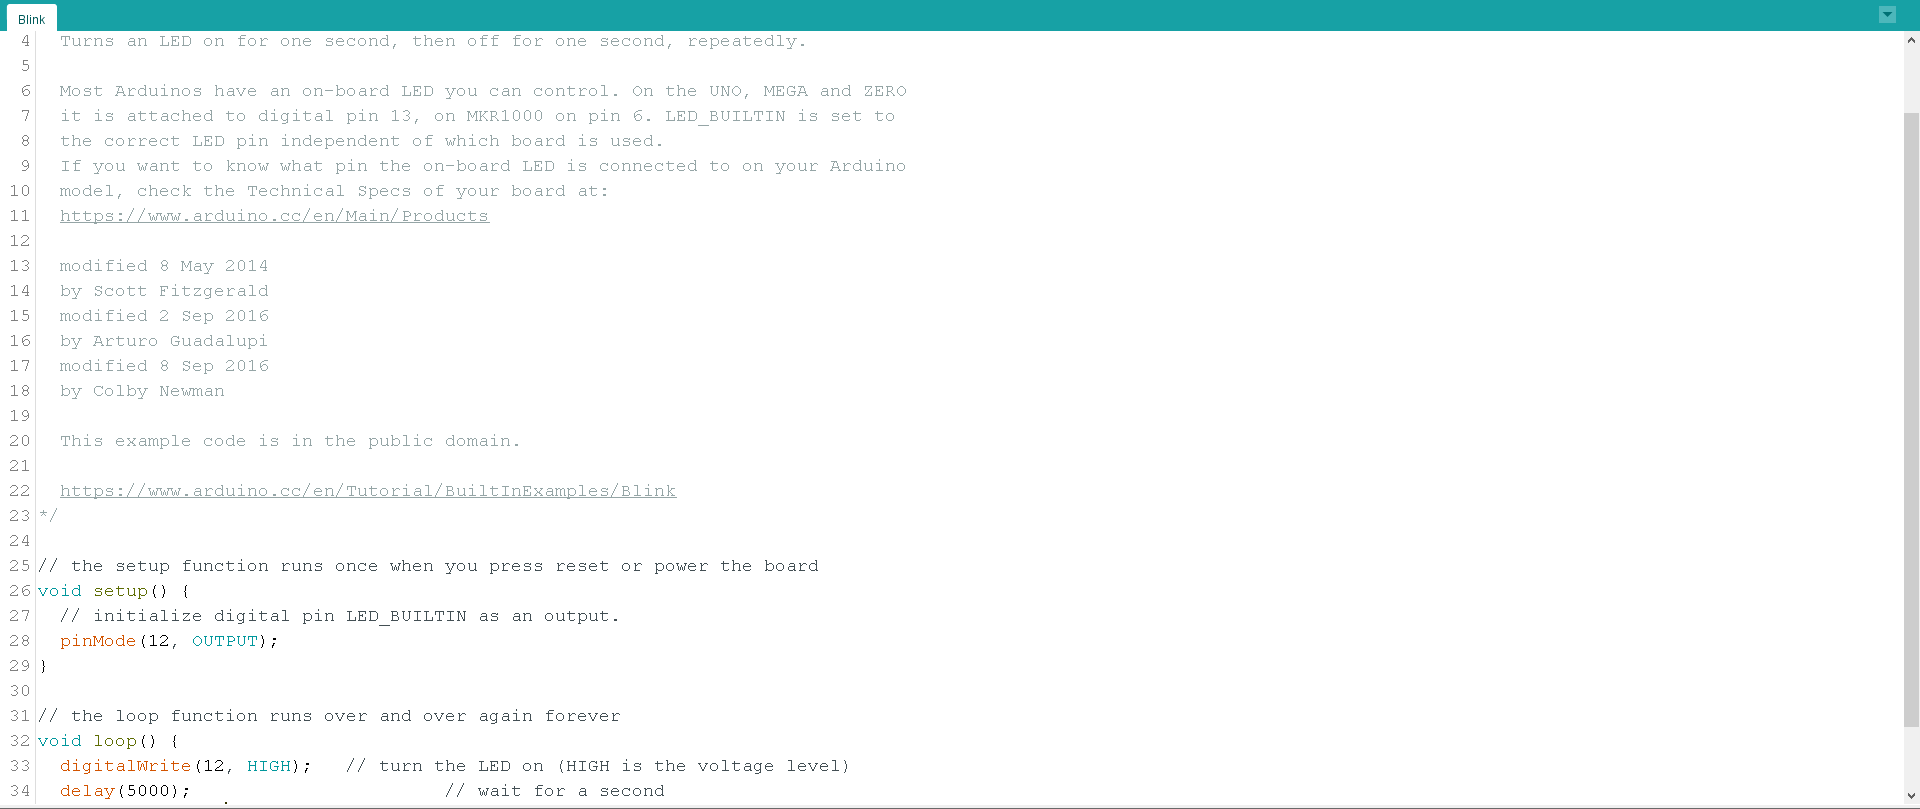 Blink
4 Turns an LED on for one second, then off for one second, repeatedly.
5
6 Most Arduinos have an on-board LED you can control. On the UNO, MEGA and ZERO
7 it is attached to digital pin 13, on MKR1000 on pin 6. LED_BUILTIN is set to
8 the correct LED pin independent of which board is used.
9 If you want to know what pin the on-board LED is connected to on your Arduino
10 model, check the Technical Specs of your board at:
11 https://www.arduino.cc/en/Main/Products
12
13 modified 8 May 2014
14 by Scott Fitzgerald
15 modified 2 Sep 2016
16 by Arturo Guadalupi
17 modified 8 Sep 2016
18 by Colby Newman
19
20 This example code is in the public domain.
21
22 https://www.arduino.cc/en/Tutorial/BuiltInExamples/Blink
23 */
24
25 // the setup function runs once when you press reset or power the board
26 void setup() {
27 // initialize digital pin LED_BUILTIN as an output.
28 pinMode(12, OUTPUT);
29 }
30
31 // the loop function runs over and over again forever
32 void loop() {
33 digitalWrite(12, HIGH); // turn the LED on (HIGH is the voltage level)
34 delay(5000); // wait for a second